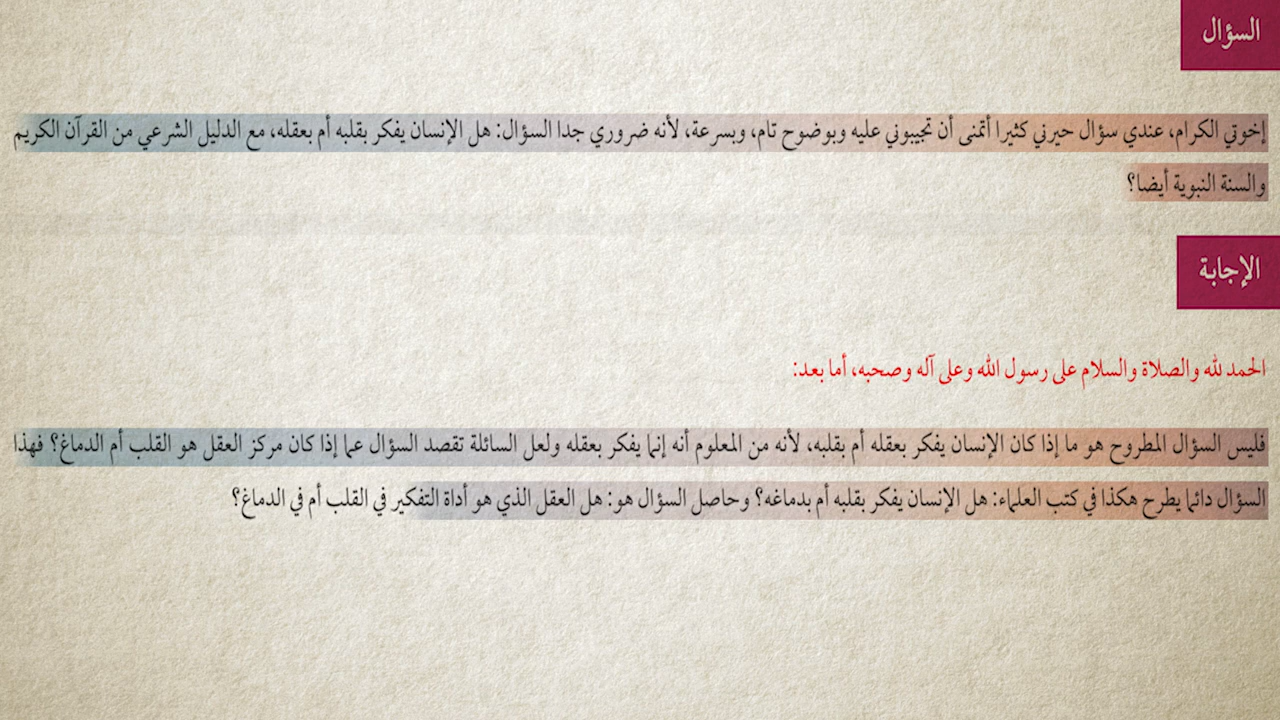 السؤال
إخوتي الكرام، عندي سؤال حيرني كثيرا أتمنى أن تجيبوني عليه وبوضوح تام، وبسرعة، لأنه ضروري جدا السؤال: هل الإنسان يفكر بقلبه أم بعقله، مع الدليل الشرعي من القرآن الكريم
والسنة النبوية أيضا؟
الإجابة
الحمد لله والصلاة والسلام على رسول الله وعلى آله وصحبه، أما بعد:
فليس السؤال المطروح هو ما إذا كان الإنسان يفكر بعقله أم بقلبه، لأنه من المعلوم أنه إنما يفكر بعقله ولعل السائلة تقصد السؤال عما إذا كان مركز العقل هو القلب أم الدماغ؟ فهذا
السؤال دائما يطرح هكذا في كتب العلماء: هل الإنسان يفكر بقلبه أم بدماغه؟ وحاصل السؤال هو: هل العقل الذي هو أداة التفكير في القلب أم في الدماغ؟